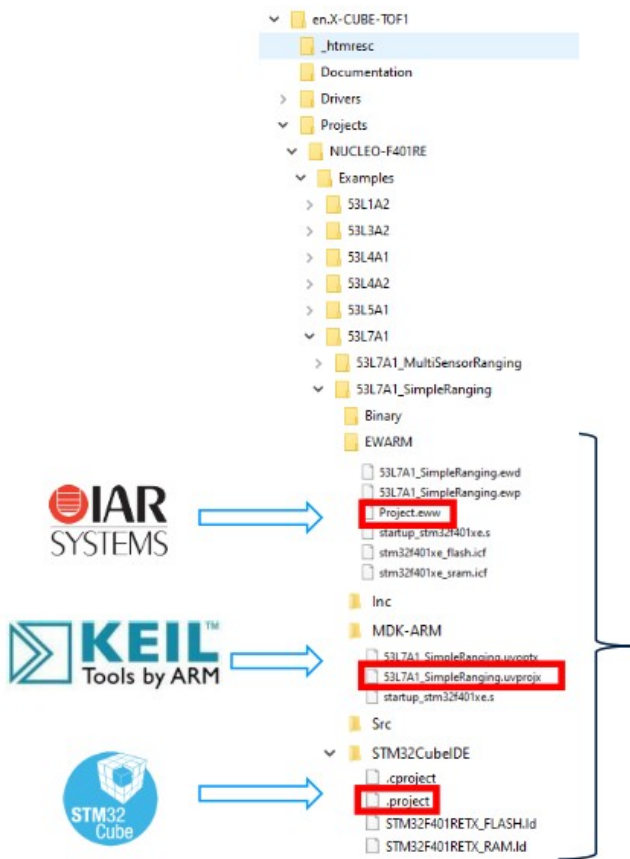 en.X-CUBE-TOF1
_htmresc
Documentation
Drivers
Projects
NUCLEO-F401RE
Examples
53L1A2
53L3A2
53L4A1
53L4A2
53L5A1
53L7A1
53L7A1_MultiSensorRanging
53L7A1_SimpleRanging
Binary
EWARM
53L7A1_SimpleRanging.ewd
53L7A1_SimpleRanging.ewp
Project.eww
startup_stm32f401xe.s
stm32f401xe_flash.icf
stm32f401xe_sram.icf
IAR
SYSTEMS
Inc
MDK-ARM
53L7A1_SimpleRanging.uvoptx
53L7A1_SimpleRanging.uvprojx
startup_stm32f401xe.s
KEIL™
Tools by ARM
Src
STM32CubeIDE
.cproject
.project
STM32F401RETX_FLASH.ld
STM32F401RETX_RAM.ld
STM32
Cube